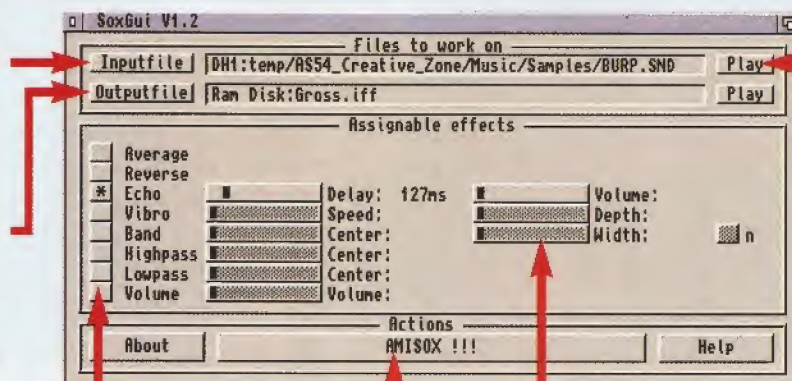 SoxGui V1.2
Files to work on
Inputfile DH1:temp/AS54_Creative_Zone/Music/Samples/BURP.SND Play
Outputfile Ram Disk:Gross.iff Play
Assignable effects
Average
Reverse
* Echo Delay: 127ms Volume:
Vibro Speed: Depth:
Band Center: Width: n
Highpass Center:
Lowpass Center:
Volume Volume:
Actions
About AMISOX !!! Help